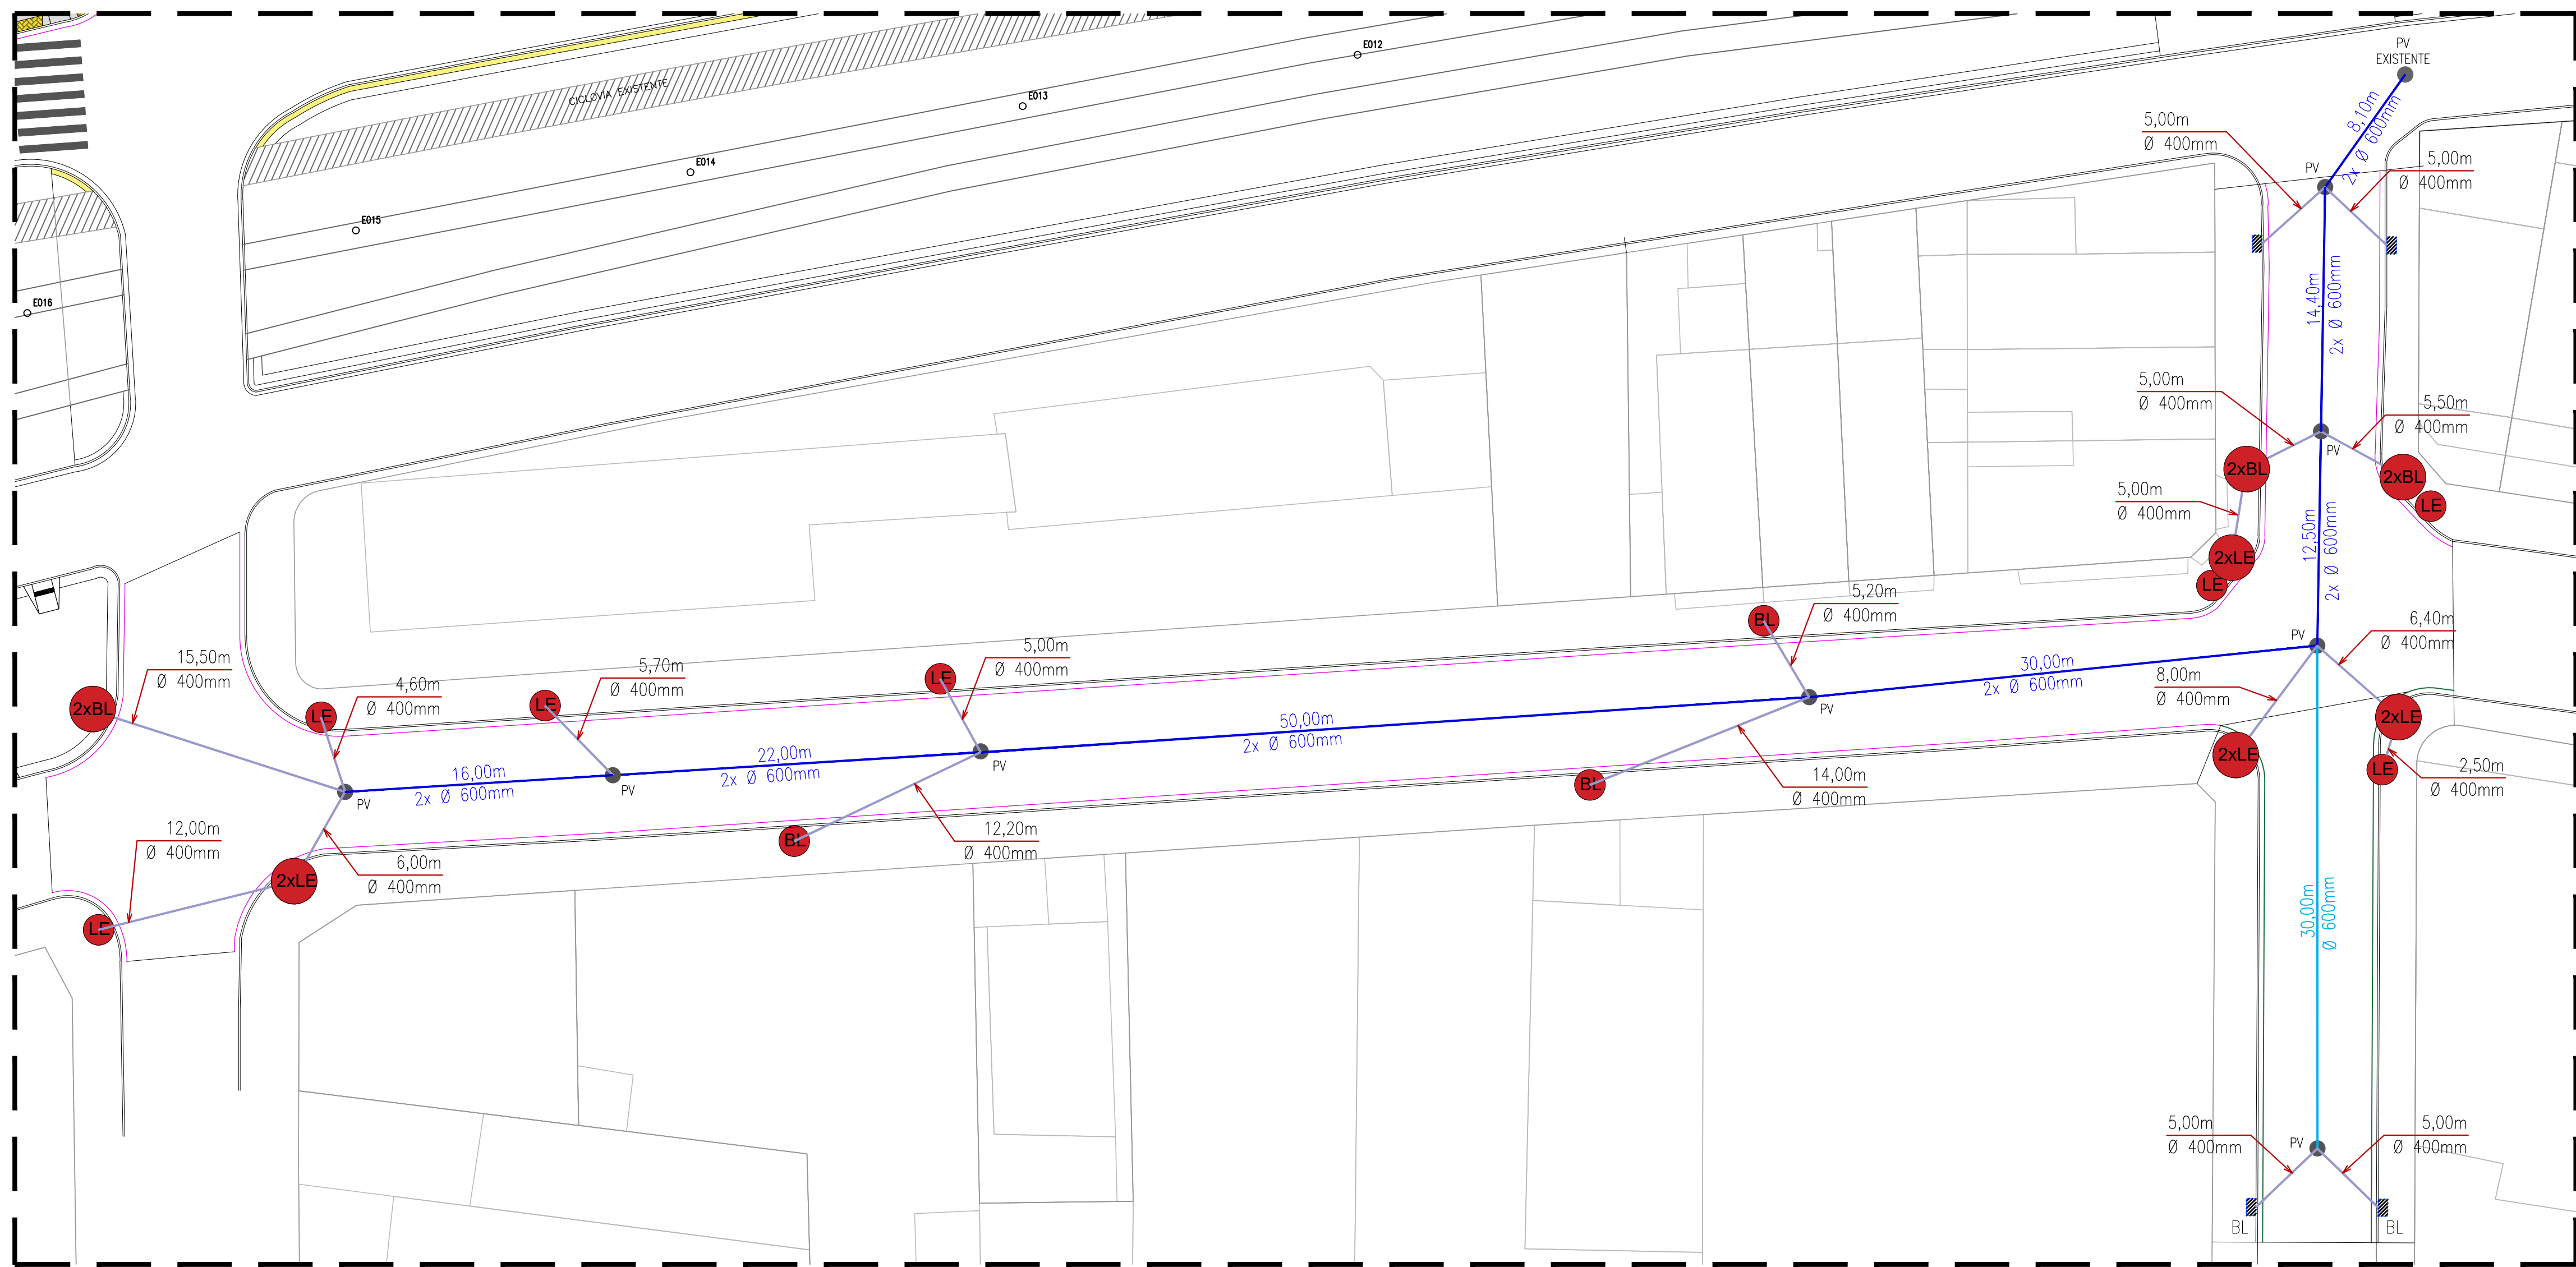 E012
PV
EXISTENTE
E013
CICLOVIA EXISTENTE
8,10m
2x Ø 600mm
5,00m
Ø 400mm
5,00m
Ø 400mm
PV
E014
E015
E016
14,40m
2x Ø 600mm
5,00m
Ø 400mm
5,50m
Ø 400mm
PV
2xBL
2xBL
5,00m
Ø 400mm
LE
12,50m
2x Ø 600mm
2xLE
LE
5,20m
Ø 400mm
BL
6,40m
Ø 400mm
PV
15,50m
Ø 400mm
5,70m
Ø 400mm
5,00m
Ø 400mm
LE
30,00m
2x Ø 600mm
8,00m
Ø 400mm
4,60m
Ø 400mm
2xBL
LE
LE
PV
50,00m
2x Ø 600mm
2xLE
2xLE
22,00m
2x Ø 600mm
PV
16,00m
2x Ø 600mm
PV
PV
BL
14,00m
Ø 400mm
LE
2,50m
Ø 400mm
12,00m
Ø 400mm
BL
12,20m
Ø 400mm
6,00m
Ø 400mm
2xLE
LE
30,00m
Ø 600mm
5,00m
Ø 400mm
PV
5,00m
Ø 400mm
BL
BL